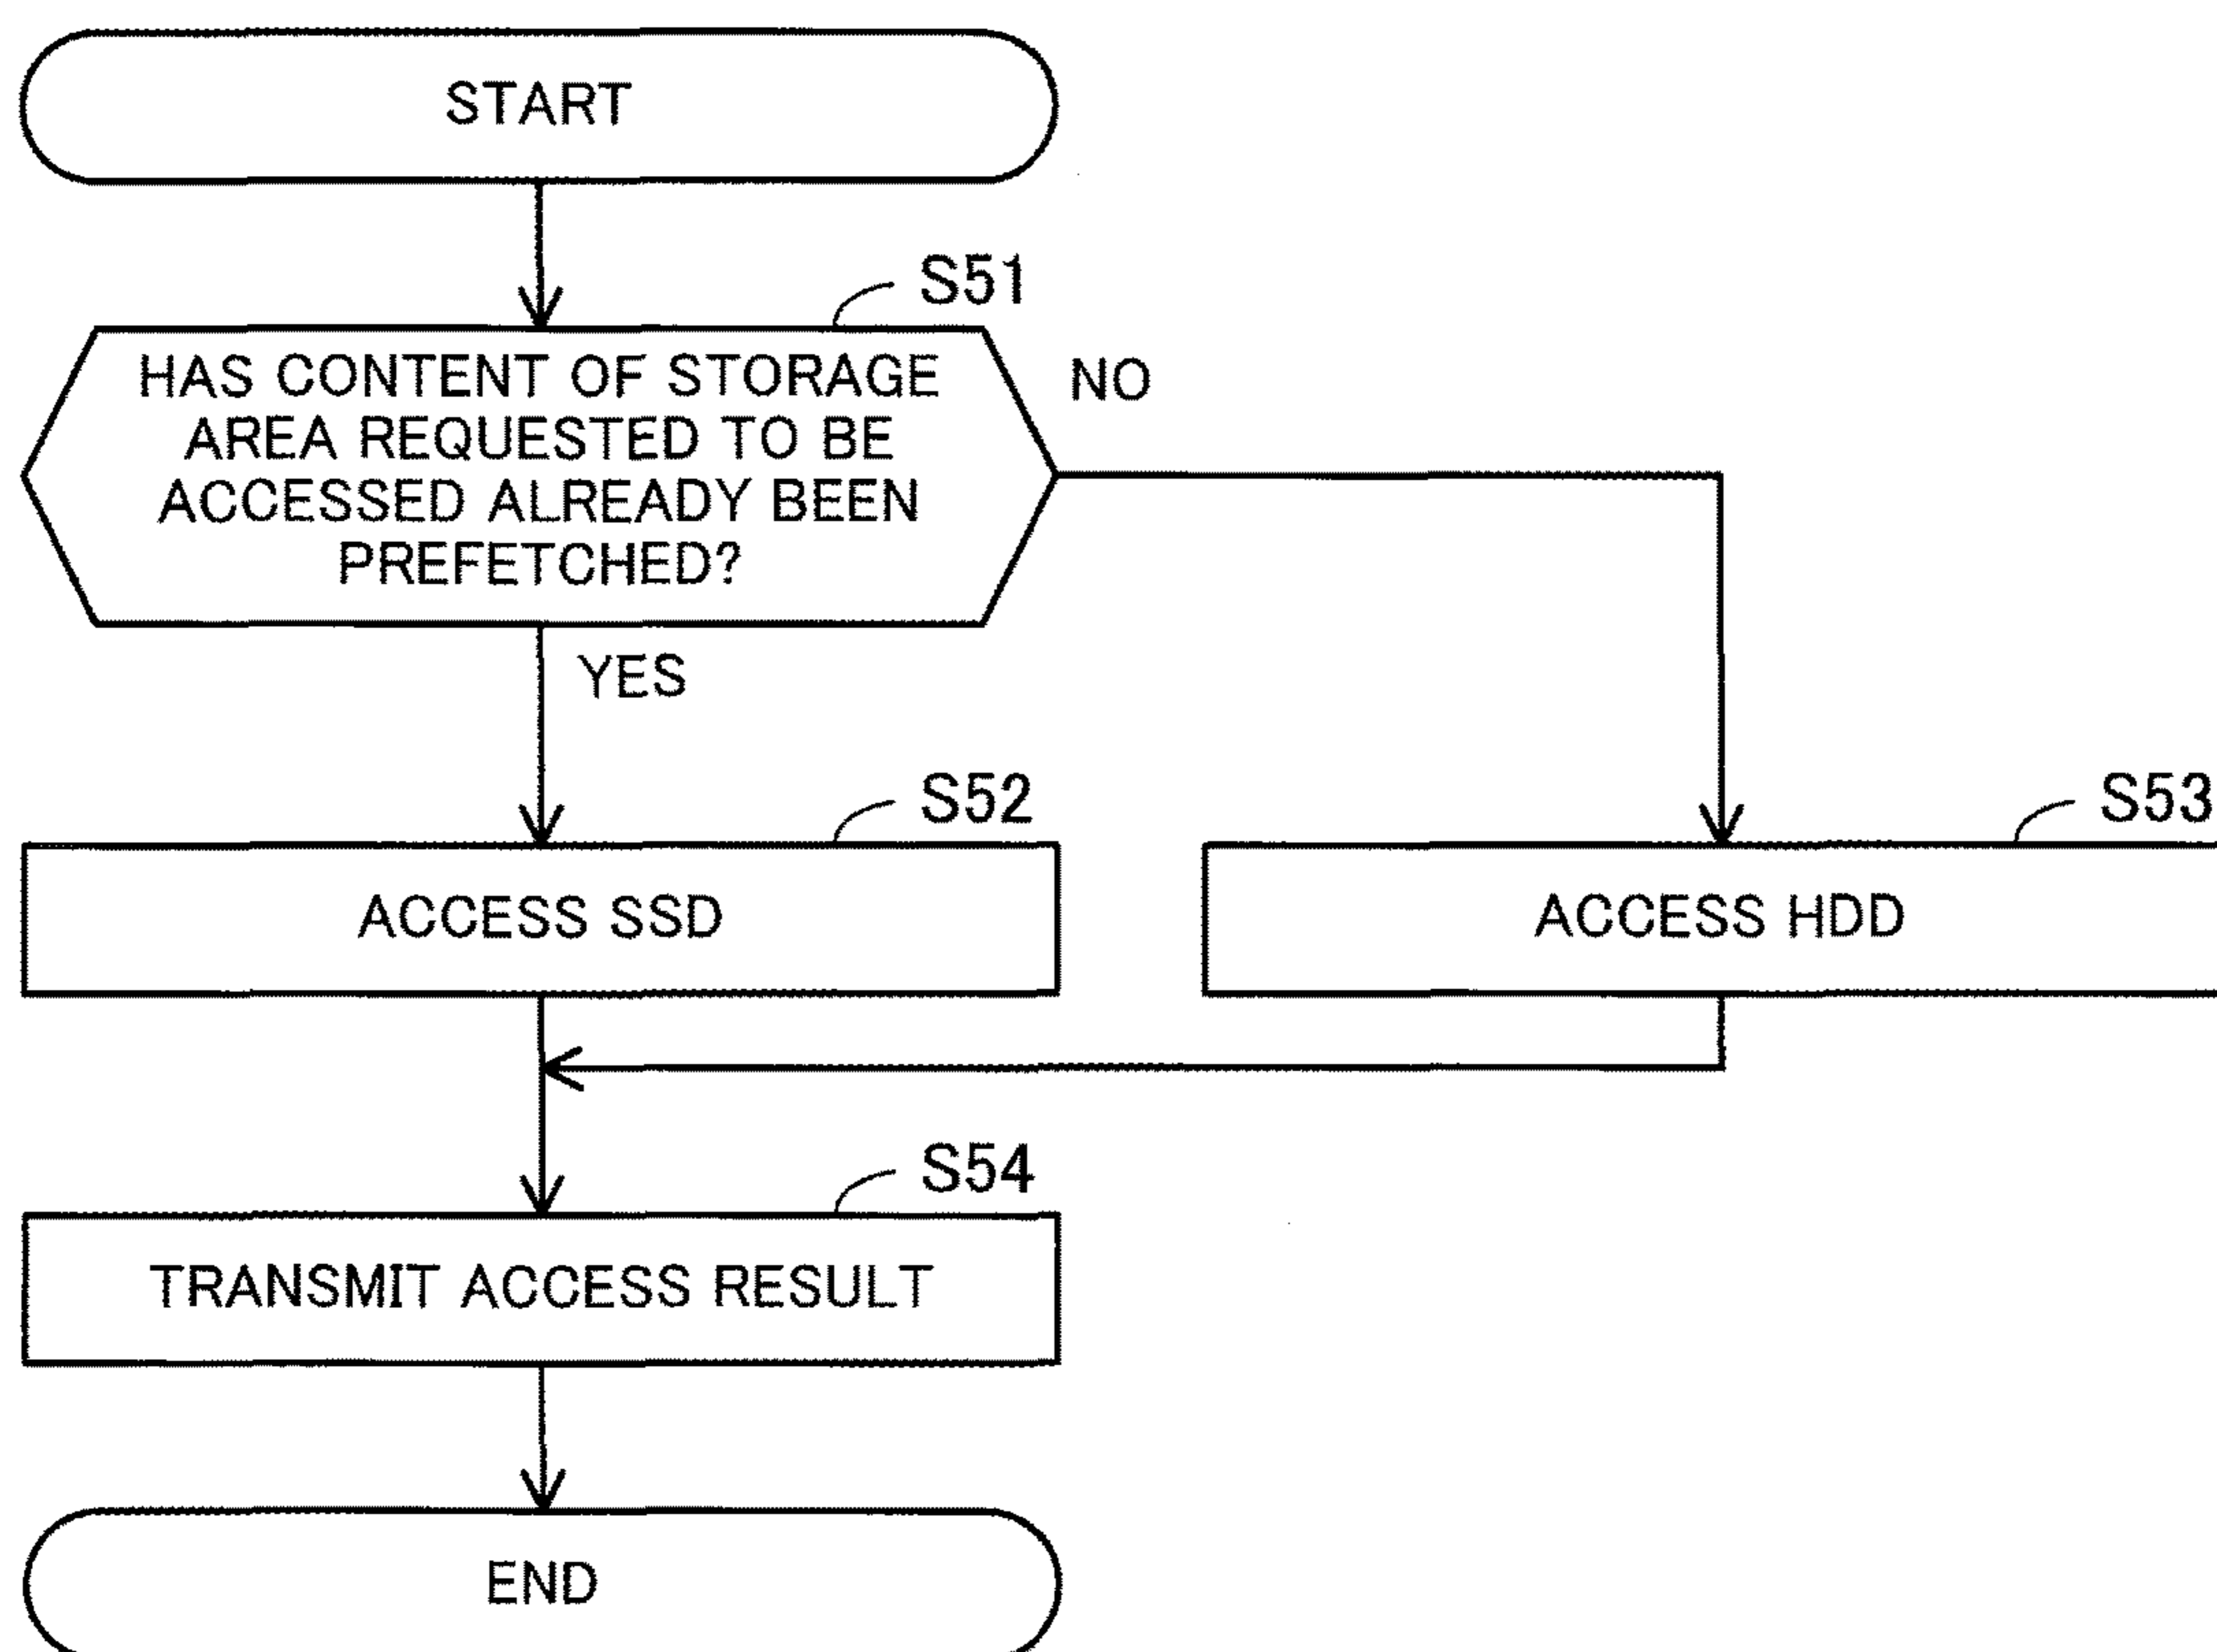 START
S51
HAS CONTENT OF STORAGE
AREA REQUESTED TO BE
ACCESSED ALREADY BEEN
PREFETCHED?
NO
YES
S52
ACCESS SSD
S53
ACCESS HDD
S54
TRANSMIT ACCESS RESULT
END